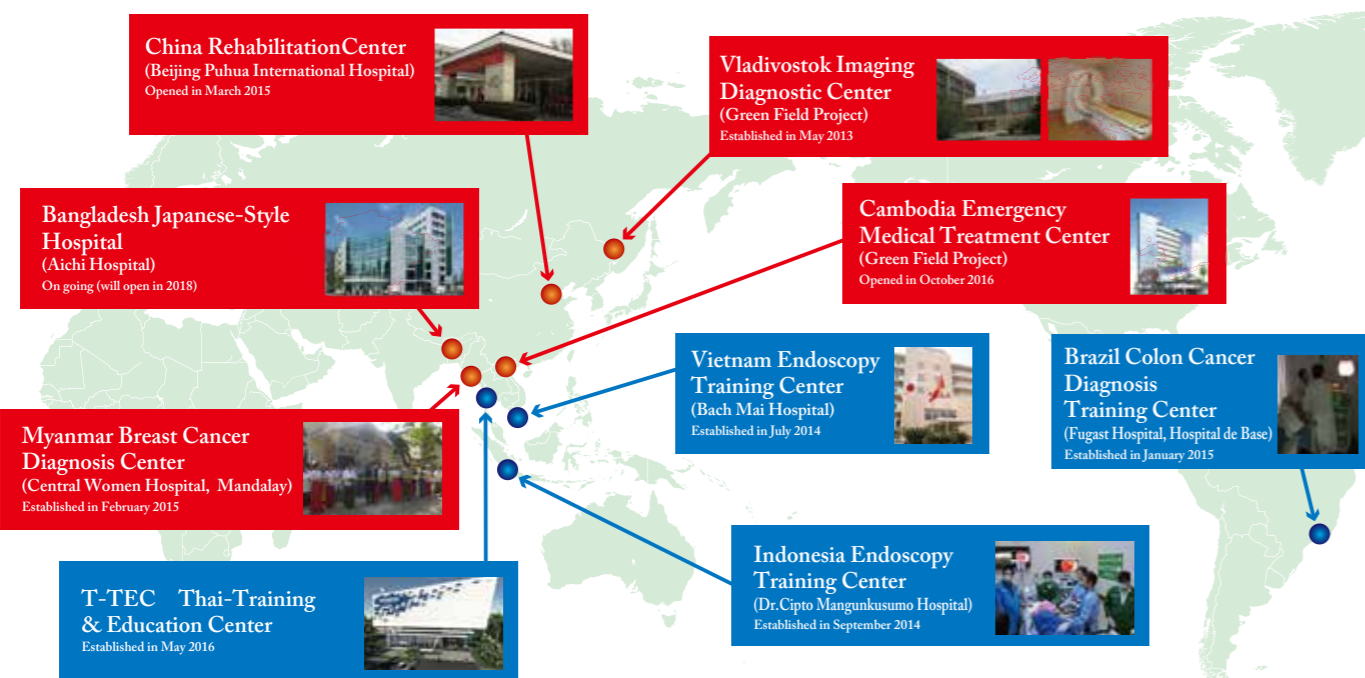 China RehabilitationCenter
(Beijing Puhua International Hospital)
Opened in March 2015
Vladivostok Imaging
Diagnostic Center
(Green Field Project)
Established in May 2013
Bangladesh Japanese-Style
Hospital
(Aichi Hospital)
On going (will open in 2018)
Cambodia Emergency
Medical Treatment Center
(Green Field Project)
Opened in October 2016
Vietnam Endoscopy
Training Center
(Bach Mai Hospital)
Established in July 2014
Brazil Colon Cancer
Diagnosis
Training Center
(Fugast Hospital, Hospital de Base)
Established in January 2015
Myanmar Breast Cancer
Diagnosis Center
(Central Women Hospital, Mandalay)
Established in February 2015
Indonesia Endoscopy
Training Center
(Dr.Cipto Mangunkusumo Hospital)
Established in September 2014
T-TEC Thai-Training
& Education Center
Established in May 2016